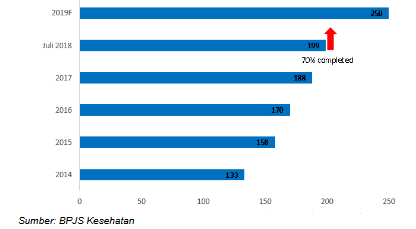 2019F 250
Juli 2018 199
70% completed
2017 188
2016 170
2015 158
2014 133
0 50 100 150 200 250
Sumber: BPJS Kesehatan